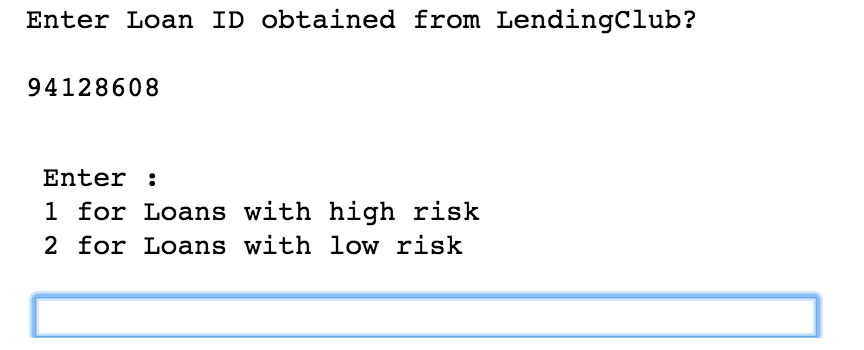 Enter Loan ID obtained from LendingClub?
94128608
Enter :
1 for Loans with high risk
2 for Loans with low risk